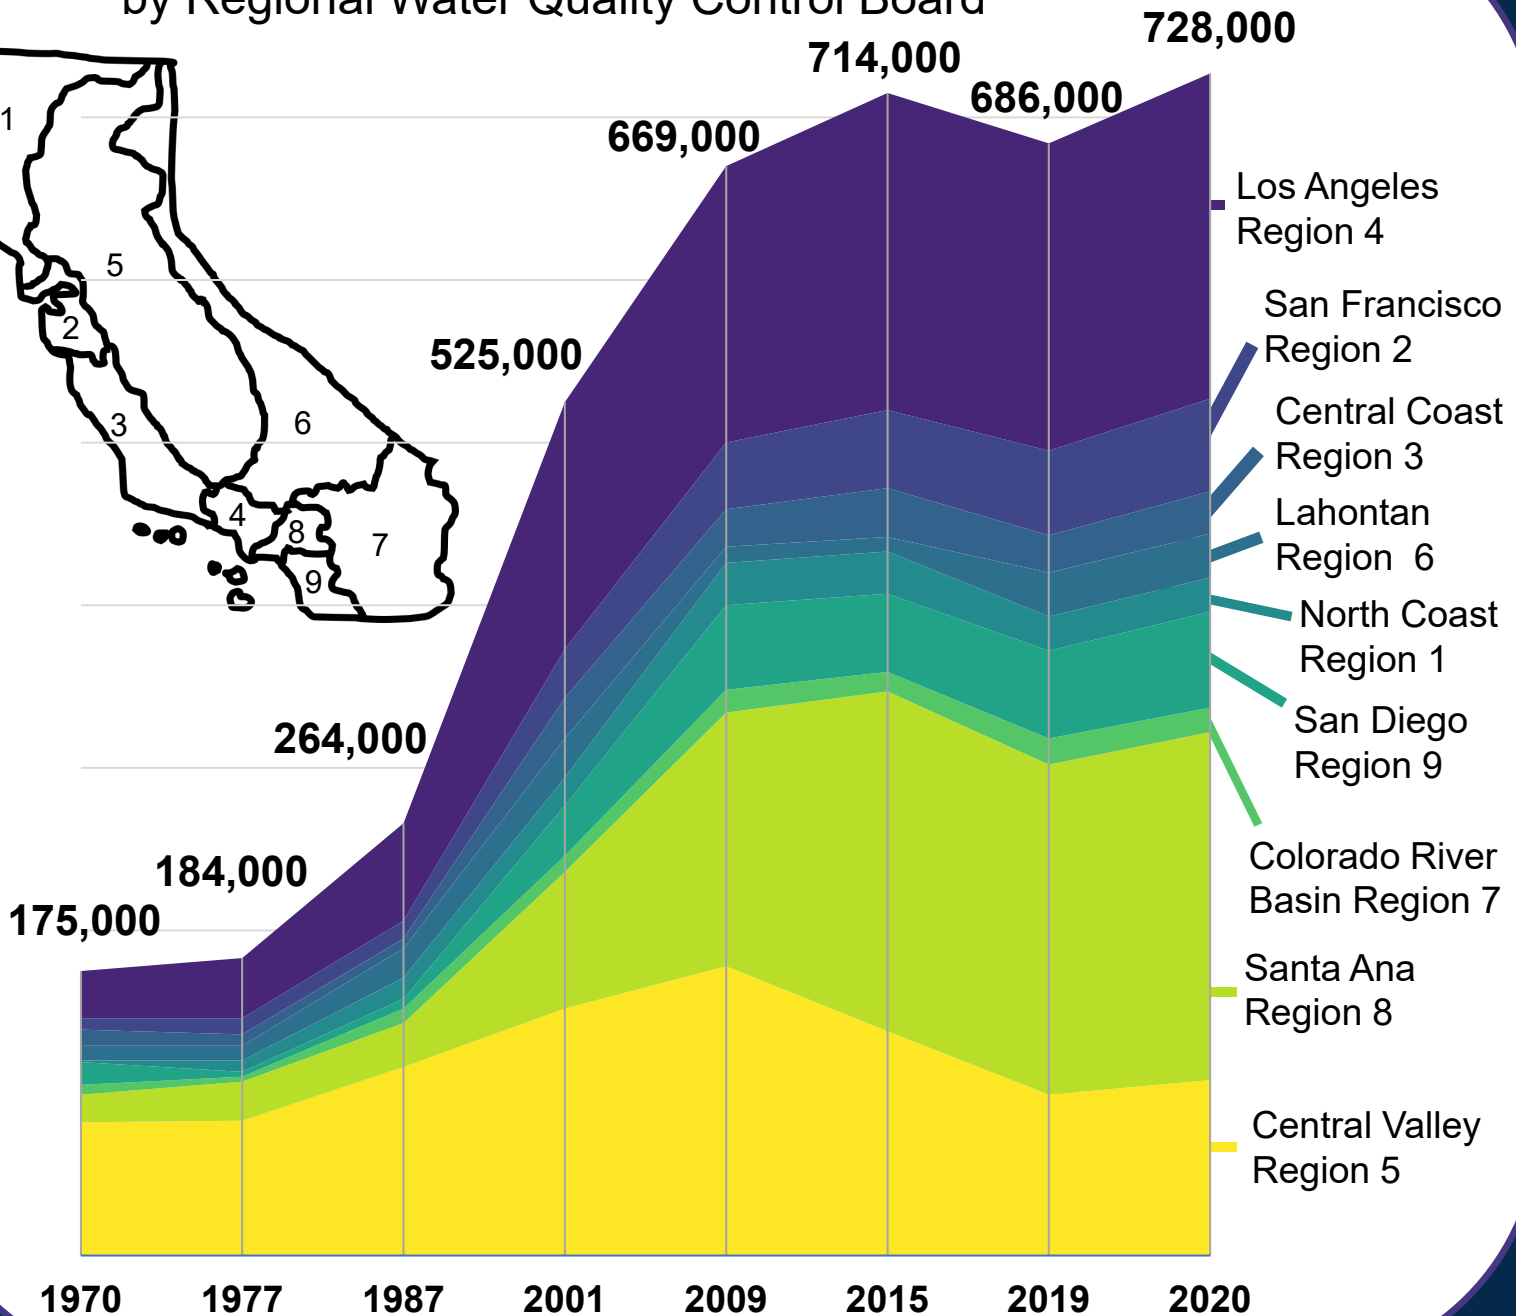 by Regional Water Quality Control Board
728,000
714,000
686,000
669,000
525,000
264,000
184,000
175,000
1
5
2
3
6
4
8
7
9
Los Angeles
Region 4
San Francisco
Region 2
Central Coast
Region 3
Lahontan
Region 6
North Coast
Region 1
San Diego
Region 9
Colorado River
Basin Region 7
Santa Ana
Region 8
Central Valley
Region 5
1970 1977 1987 2001 2009 2015 2019 2020